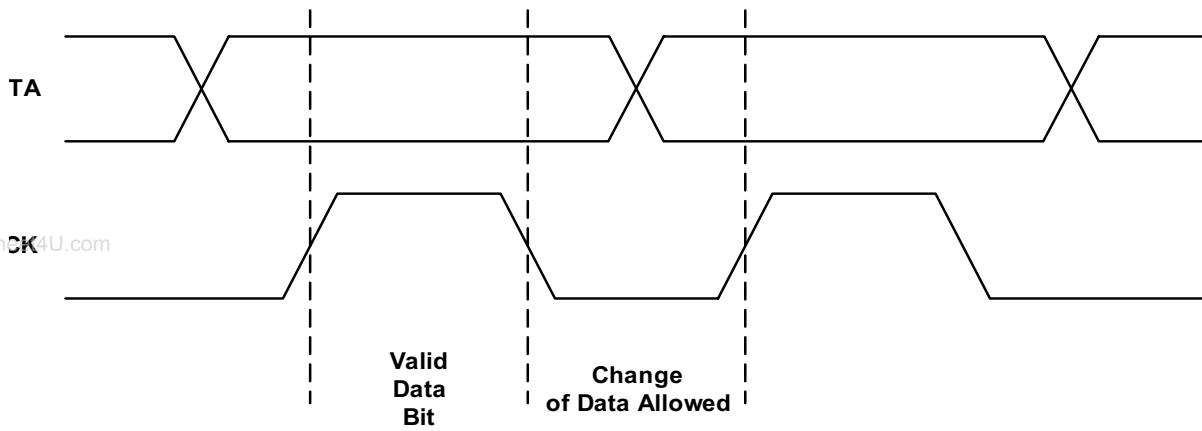 TA
CK
4U.com
Valid
Data
Bit
Change
of Data Allowed